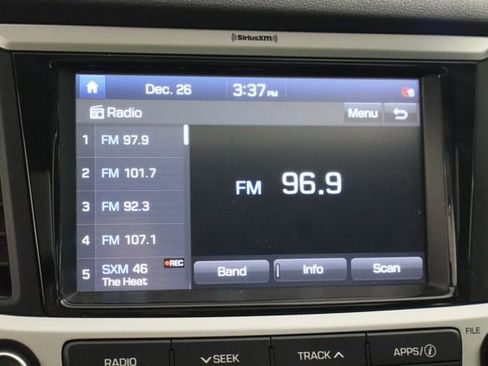 SiriusXM
Dec. 26 3:37 PM
Radio Menu
1 FM 97.9
2 FM 101.7
3 FM 92.3
4 FM 107.1
5 SXM 46 REC
The Heat
FM 96.9
Band Info Scan
FILE
RADIO SEEK TRACK APPS/i